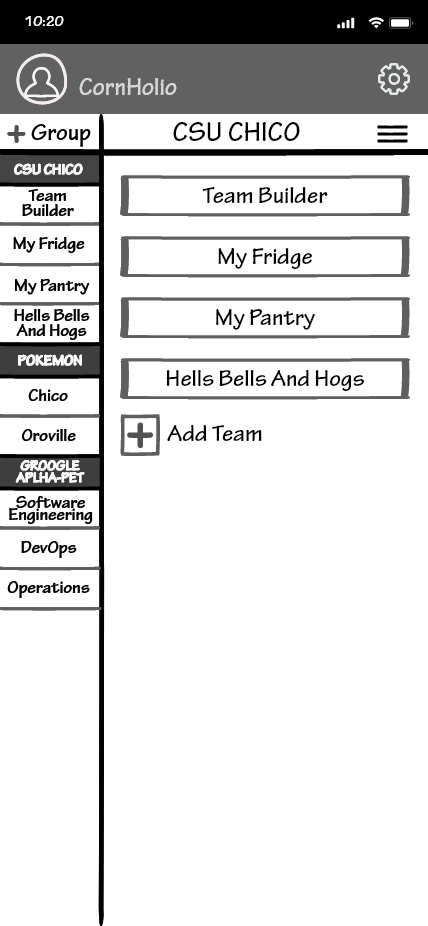 10:20
CornHolio
+ Group
CSU CHICO
CSU CHICO
Team
Builder
My Fridge
My Pantry
Hells Bells
And Hogs
POKEMON
Chico
Oroville
GROOGLE
APLHA-PET
Software
Engineering
DevOps
Operations
Team Builder
My Fridge
My Pantry
Hells Bells And Hogs
Add Team